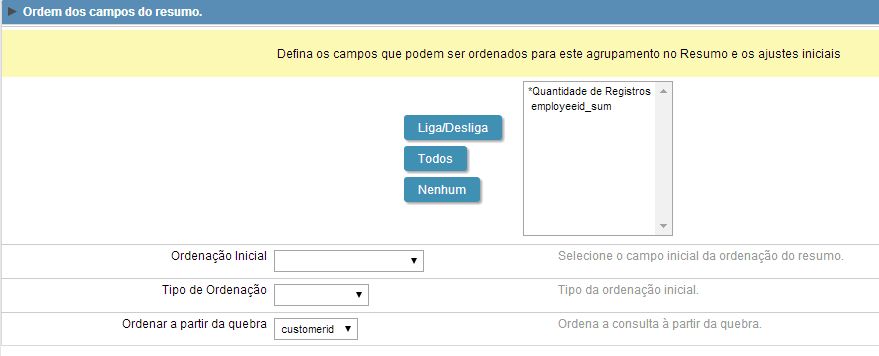 Ordem dos campos do resumo.
Defina os campos que podem ser ordenados para este agrupamento no Resumo e os ajustes iniciais
*Quantidade de Registros
employeeid_sum
Liga/Desliga
Todos
Nenhum
Ordenação Inicial Selecione o campo inicial da ordenação do resumo.
Tipo de Ordenação Tipo da ordenação inicial.
Ordenar a partir da quebra customerid Ordena a consulta à partir da quebra.